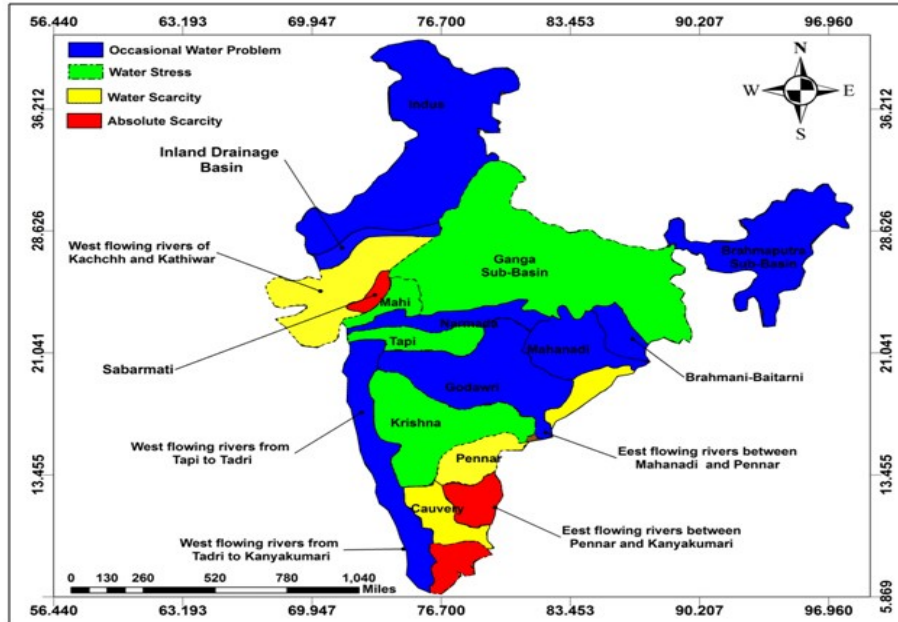 56.440 63.193 69.947 76.700 83.453 90.207 96.960
Occasional Water Problem
Water Stress
Water Scarcity
Absolute Scarcity
N
W E
S
36.212 36.212
28.626 28.626
21.041 21.041
13.455 13.455
5.869
Indus
Inland Drainage
Basin
West flowing rivers of
Kachchh and Kathiwar
Ganga
Sub-Basin
Brahmaputra
Sub-Basin
Mahi
Narmada
Tapi
Mahanadi
Sabarmati
Brahmani-Baitarni
Godawri
Krishna
West flowing rivers from
Tapi to Tadri
Eest flowing rivers between
Mahanadi and Pennar
Pennar
Cauvery
West flowing rivers from
Tadri to Kanyakumari
Eest flowing rivers between
Pennar and Kanyakumari
0 130 260 520 780 1,040
Miles
56.440 63.193 69.947 76.700 83.453 90.207 96.960